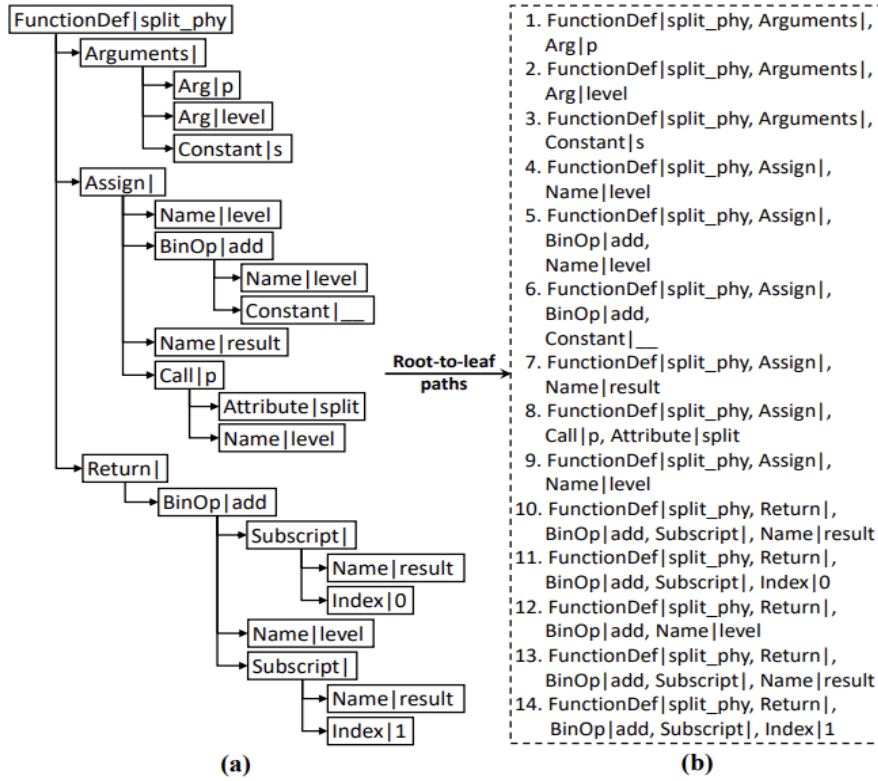 FunctionDef|split_phy
Arguments|
Arg|p
Arg|level
Constant|s
Assign|
Name|level
BinOp|add
Name|level
Constant|__
Name|result
Call|p
Attribute|split
Name|level
Return|
BinOp|add
Subscript|
Name|result
Index|0
Name|level
Subscript|
Name|result
Index|1
(a)
Root-to-leaf
paths
1. FunctionDef|split_phy, Arguments|,
Arg|p
2. FunctionDef|split_phy, Arguments|,
Arg|level
3. FunctionDef|split_phy, Arguments|,
Constant|s
4. FunctionDef|split_phy, Assign|,
Name|level
5. FunctionDef|split_phy, Assign|,
BinOp|add,
Name|level
6. FunctionDef|split_phy, Assign|,
BinOp|add,
Constant|__
7. FunctionDef|split_phy, Assign|,
Name|result
8. FunctionDef|split_phy, Assign|,
Call|p, Attribute|split
9. FunctionDef|split_phy, Assign|,
Name|level
10. FunctionDef|split_phy, Return|,
BinOp|add, Subscript|, Name|result
11. FunctionDef|split_phy, Return|,
BinOp|add, Subscript|, Index|0
12. FunctionDef|split_phy, Return|,
BinOp|add, Name|level
13. FunctionDef|split_phy, Return|,
BinOp|add, Subscript|, Name|result
14. FunctionDef|split_phy, Return|,
BinOp|add, Subscript|, Index|1
(b)